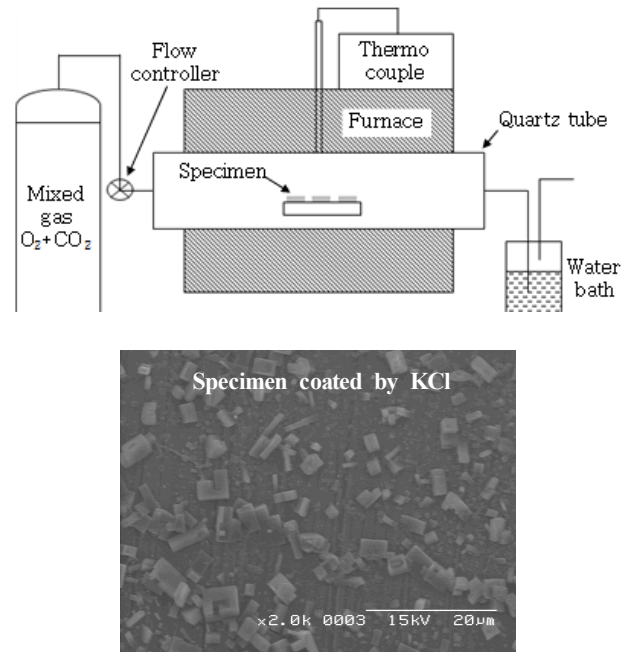 Flow
controller
Thermo
couple
Furnace
Quartz tube
Specimen
Mixed
gas
O₂+CO₂
Water
bath
Specimen coated by KCl
×2.0k 0003 15kV 20µm